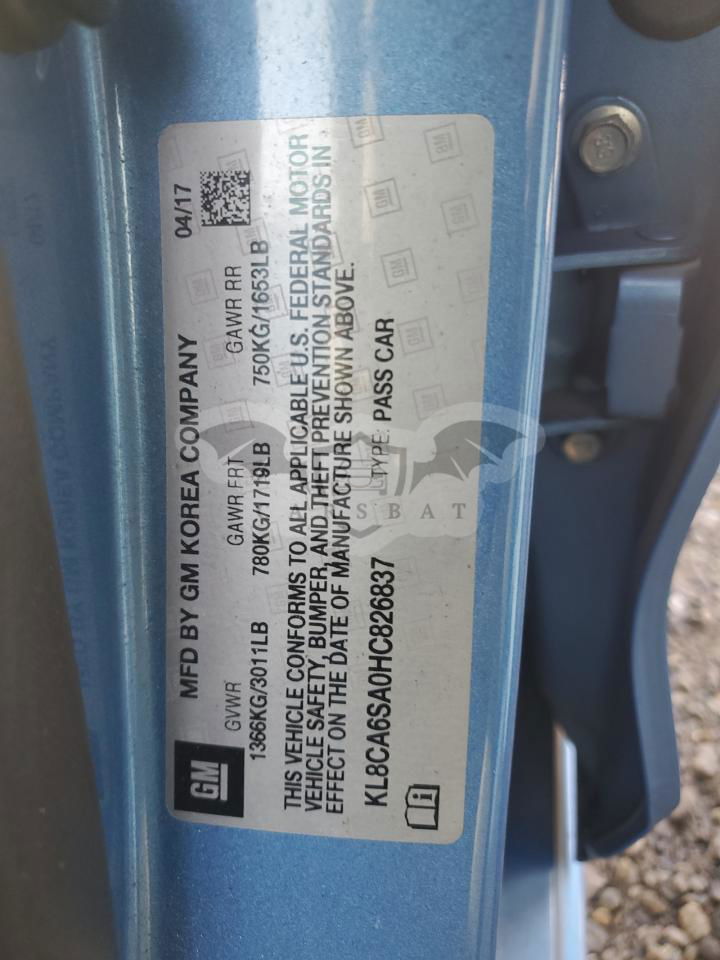 MFD BY GM KOREA COMPANY 04/17
GM
GVWR GAWR FRT GAWR RR
1366KG/3011LB 780KG/1719LB 750KG/1653LB
THIS VEHICLE CONFORMS TO ALL APPLICABLE U.S. FEDERAL MOTOR
VEHICLE SAFETY, BUMPER, AND THEFT PREVENTION STANDARDS IN
EFFECT ON THE DATE OF MANUFACTURE SHOWN ABOVE.
KL8CA6SA0HC826837 TYPE: PASS CAR